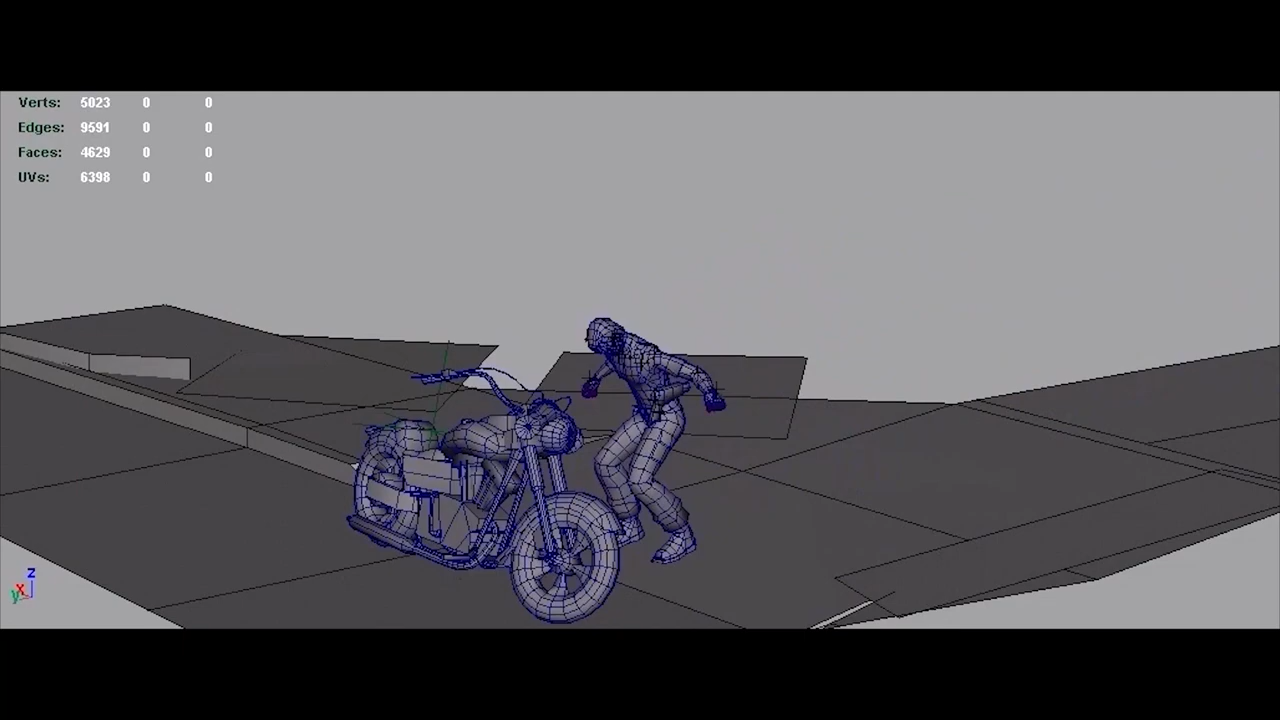 Verts: 5023 0 0
Edges: 9591 0 0
Faces: 4629 0 0
UVs: 6398 0 0
z
x
y